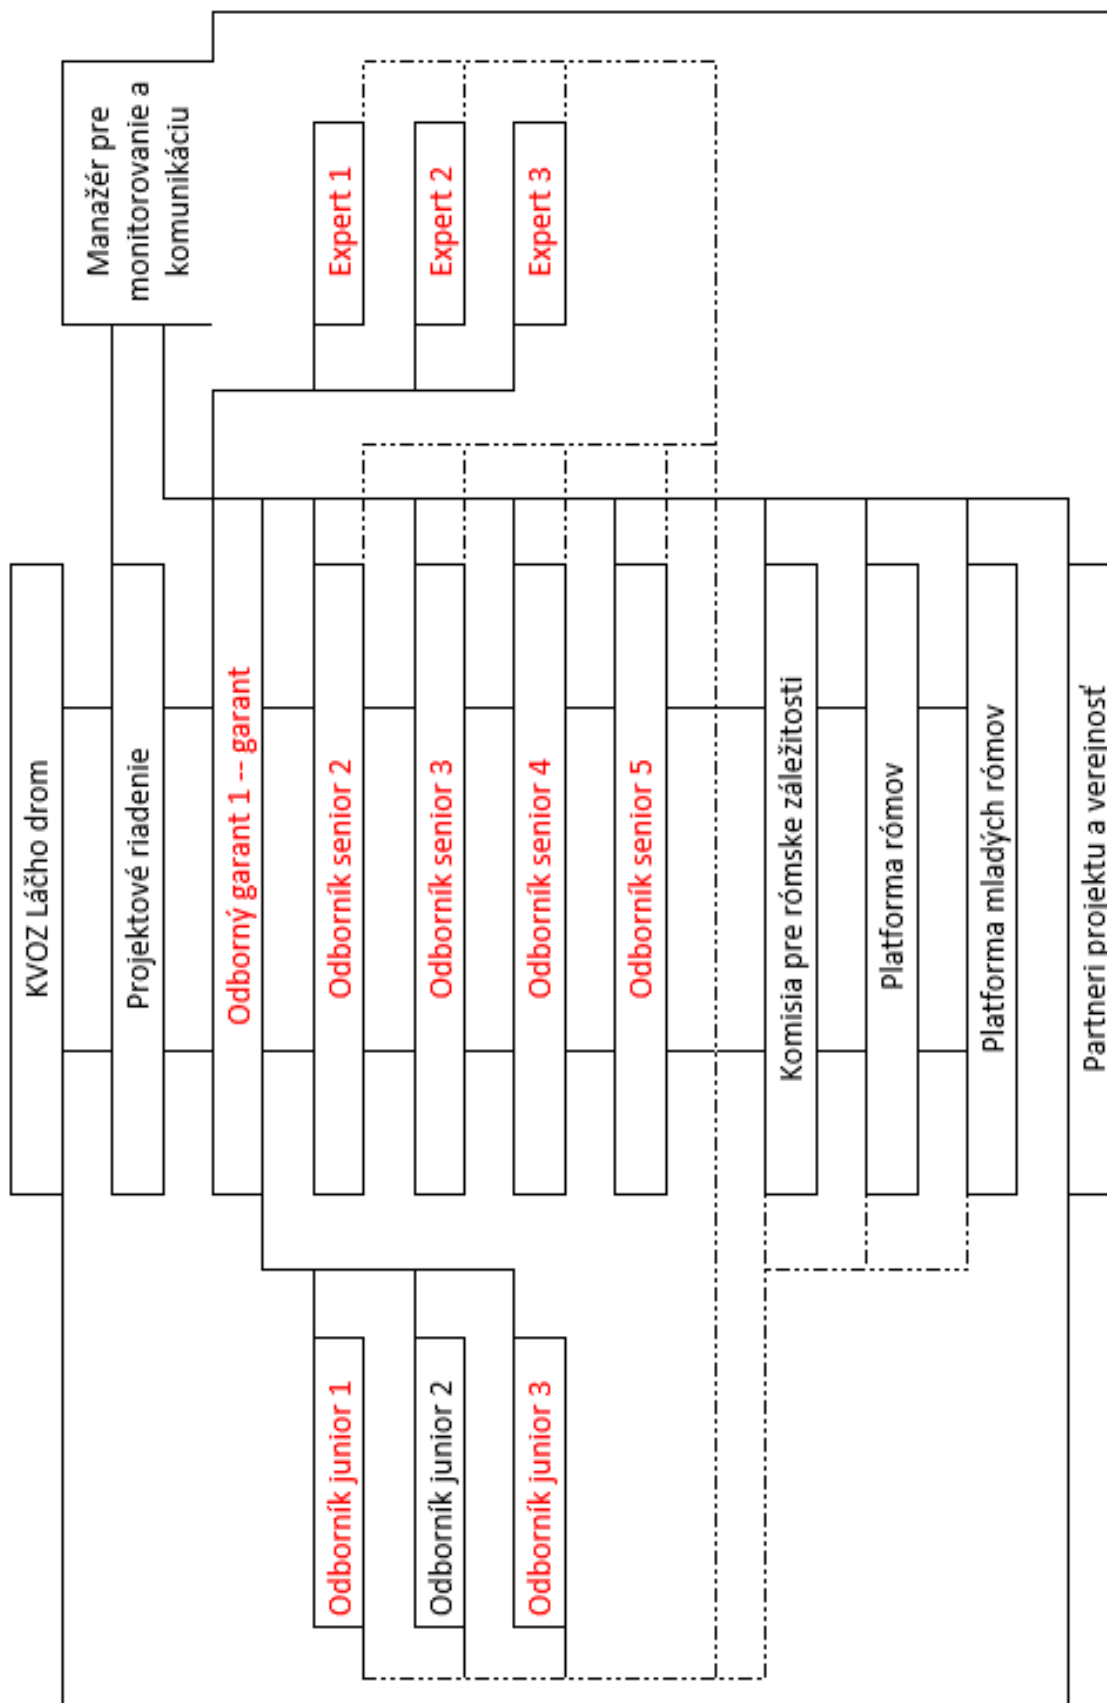 KVOZ Láčho drom
Manažér pre
monitorovanie a
komunikáciu
Projektové riadenie
Odborný garant 1 -- garant
Odborník junior 1
Odborník senior 2
Expert 1
Odborník junior 2
Odborník senior 3
Expert 2
Odborník junior 3
Odborník senior 4
Expert 3
Odborník senior 5
Komisia pre rómske záležitosti
Platforma rómov
Platforma mladých rómov
Partneri projektu a verejnosť